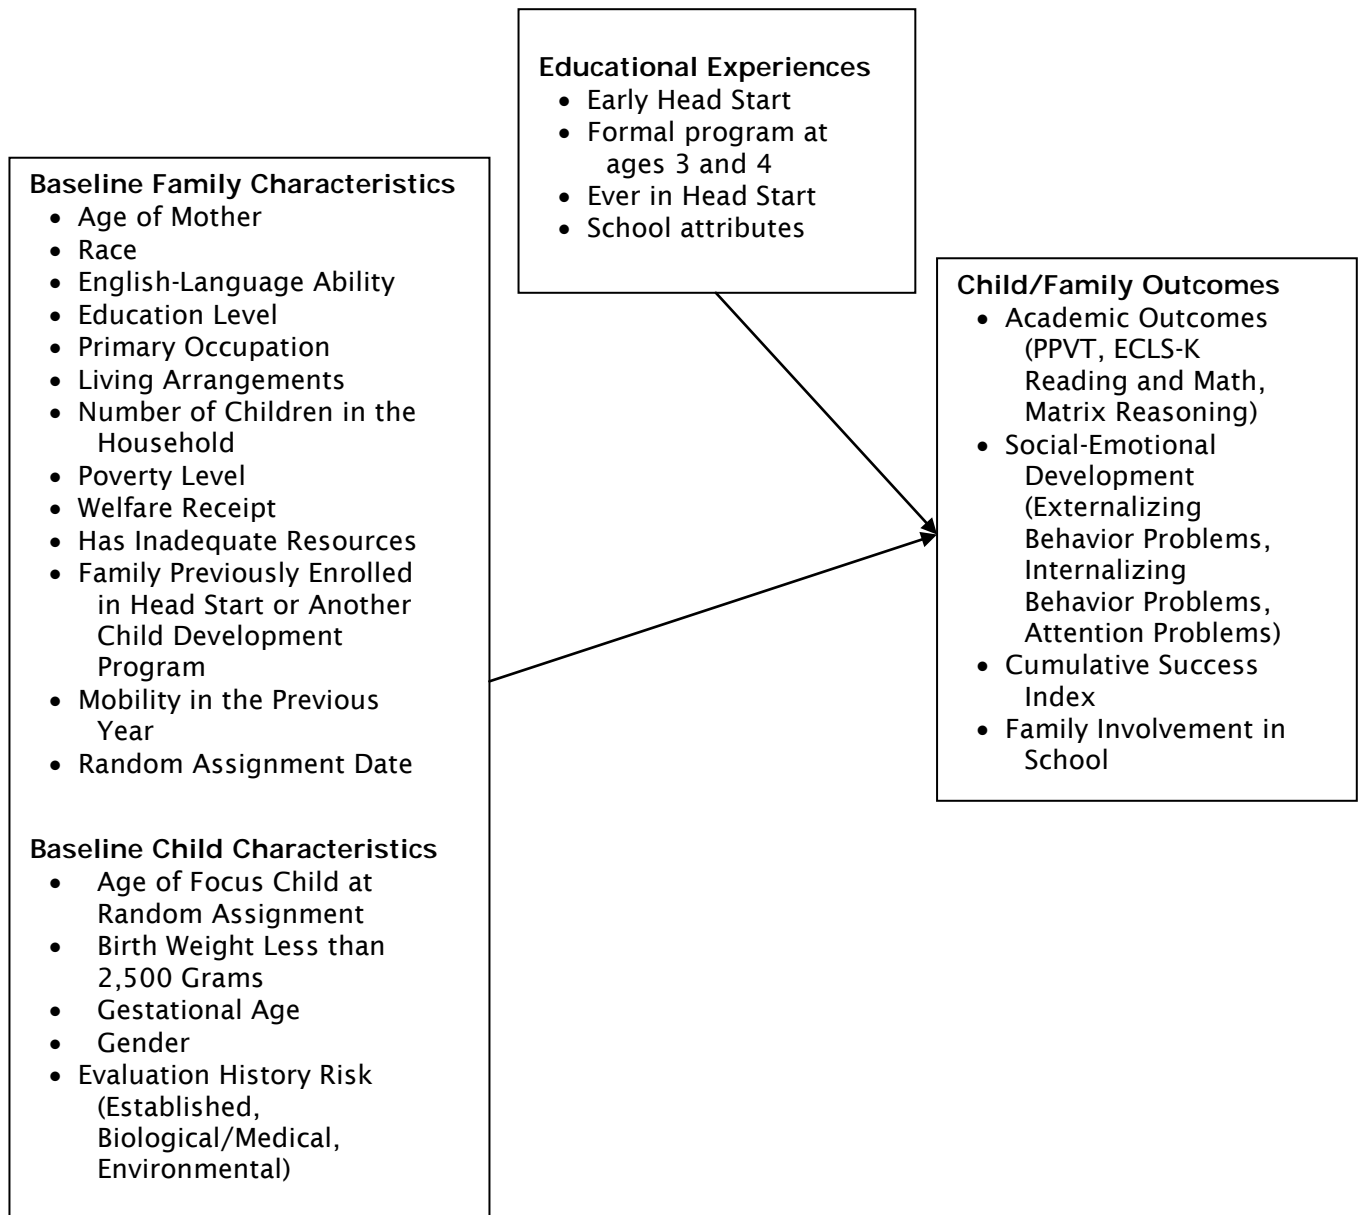 Educational Experiences
• Early Head Start
• Formal program at
ages 3 and 4
• Ever in Head Start
• School attributes
Baseline Family Characteristics
• Age of Mother
• Race
• English-Language Ability
• Education Level
• Primary Occupation
• Living Arrangements
• Number of Children in the
Household
• Poverty Level
• Welfare Receipt
• Has Inadequate Resources
• Family Previously Enrolled
in Head Start or Another
Child Development
Program
• Mobility in the Previous
Year
• Random Assignment Date
Baseline Child Characteristics
• Age of Focus Child at
Random Assignment
• Birth Weight Less than
2,500 Grams
• Gestational Age
• Gender
• Evaluation History Risk
(Established,
Biological/Medical,
Environmental)
Child/Family Outcomes
• Academic Outcomes
(PPVT, ECLS-K
Reading and Math,
Matrix Reasoning)
• Social-Emotional
Development
(Externalizing
Behavior Problems,
Internalizing
Behavior Problems,
Attention Problems)
• Cumulative Success
Index
• Family Involvement in
School